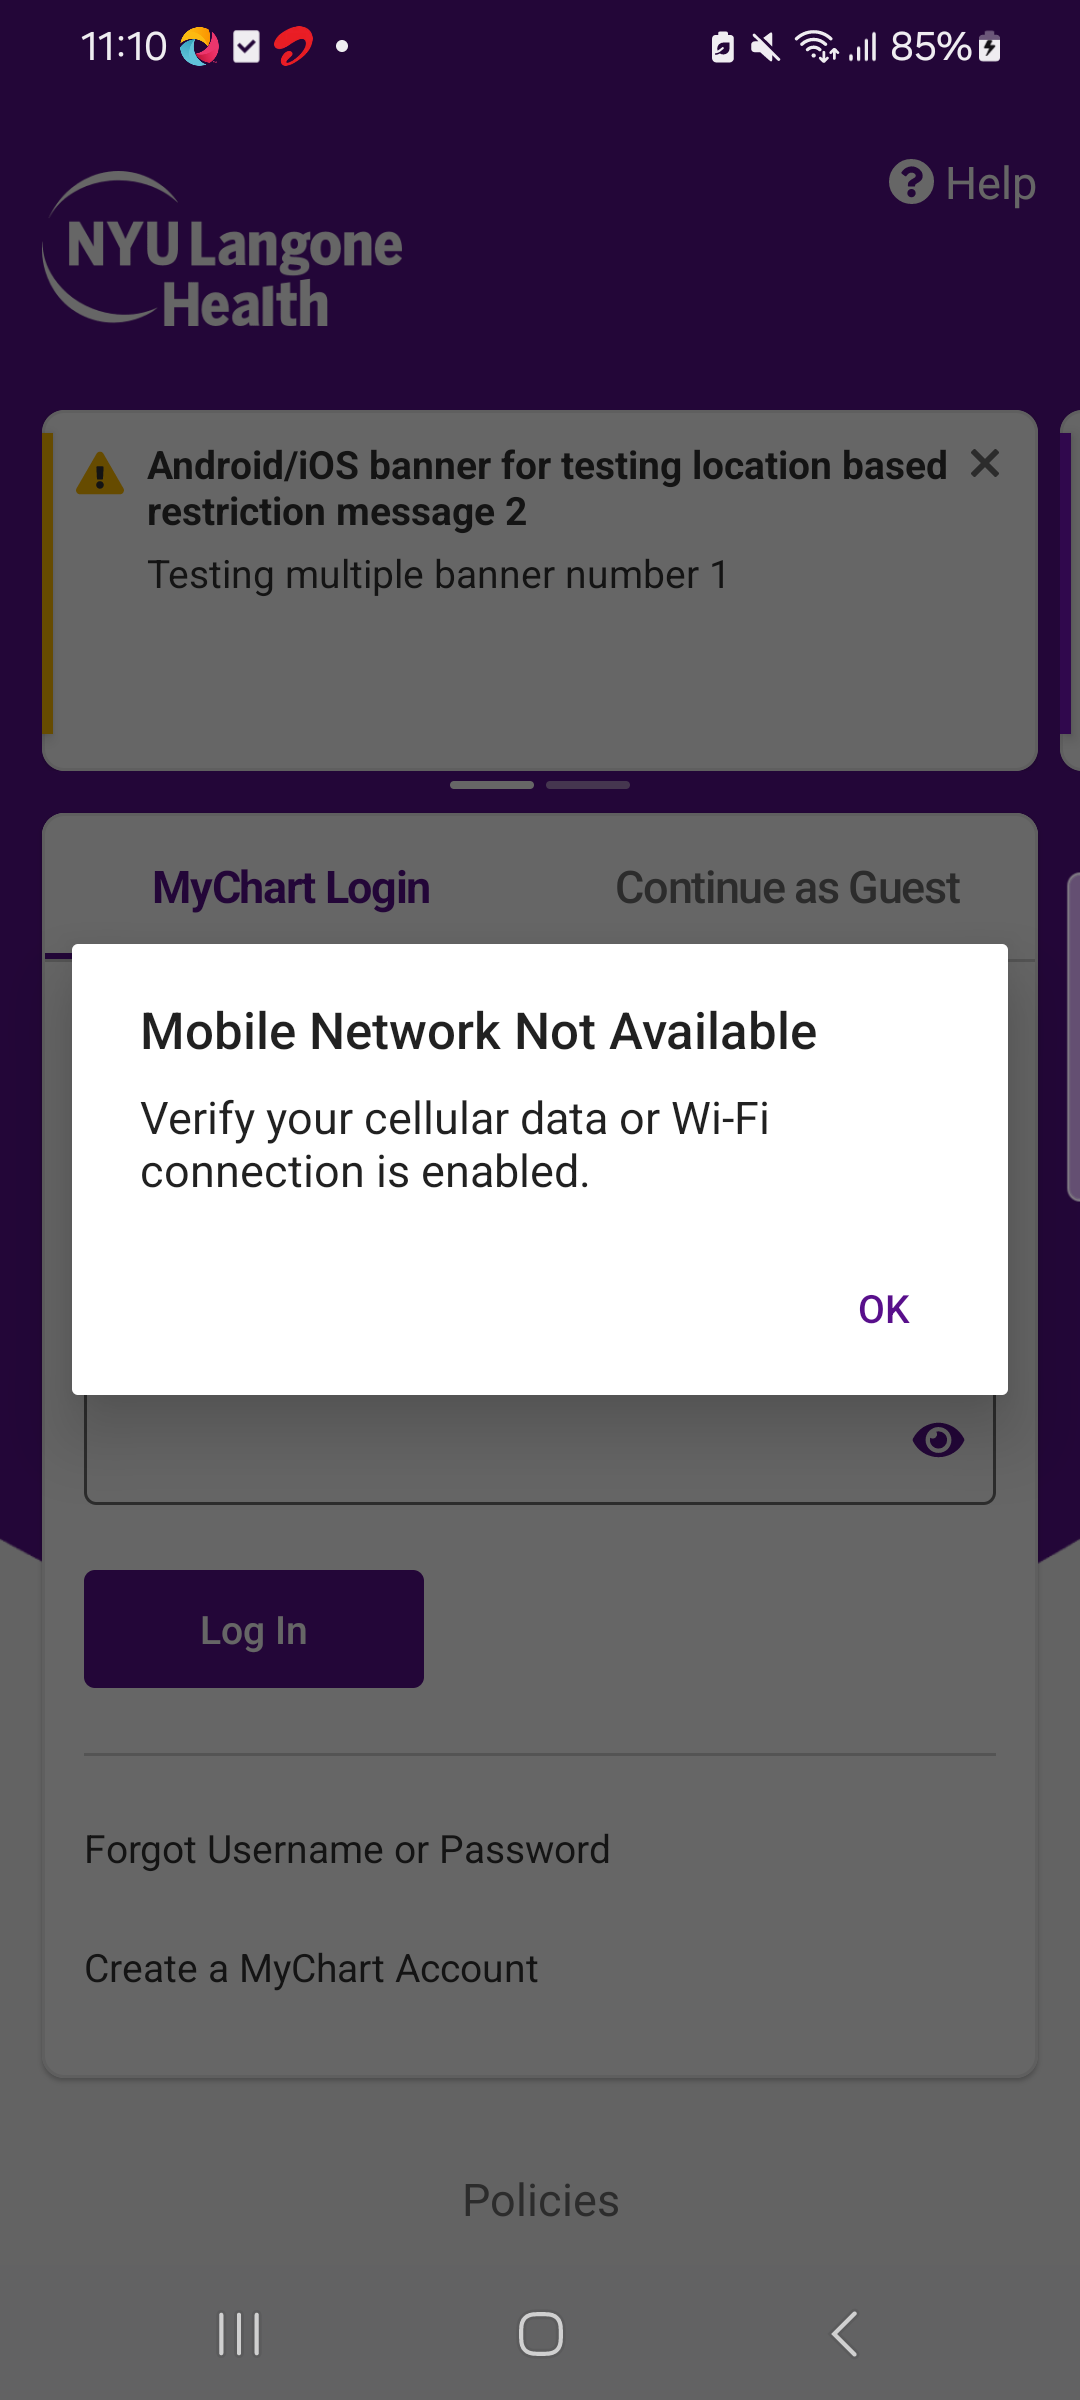 11:10
85%
Help
NYU Langone
Health
Android/iOS banner for testing location based
restriction message 2
Testing multiple banner number 1
MyChart Login
Continue as Guest
Mobile Network Not Available
Verify your cellular data or Wi-Fi
connection is enabled.
OK
Log In
Forgot Username or Password
Create a MyChart Account
Policies